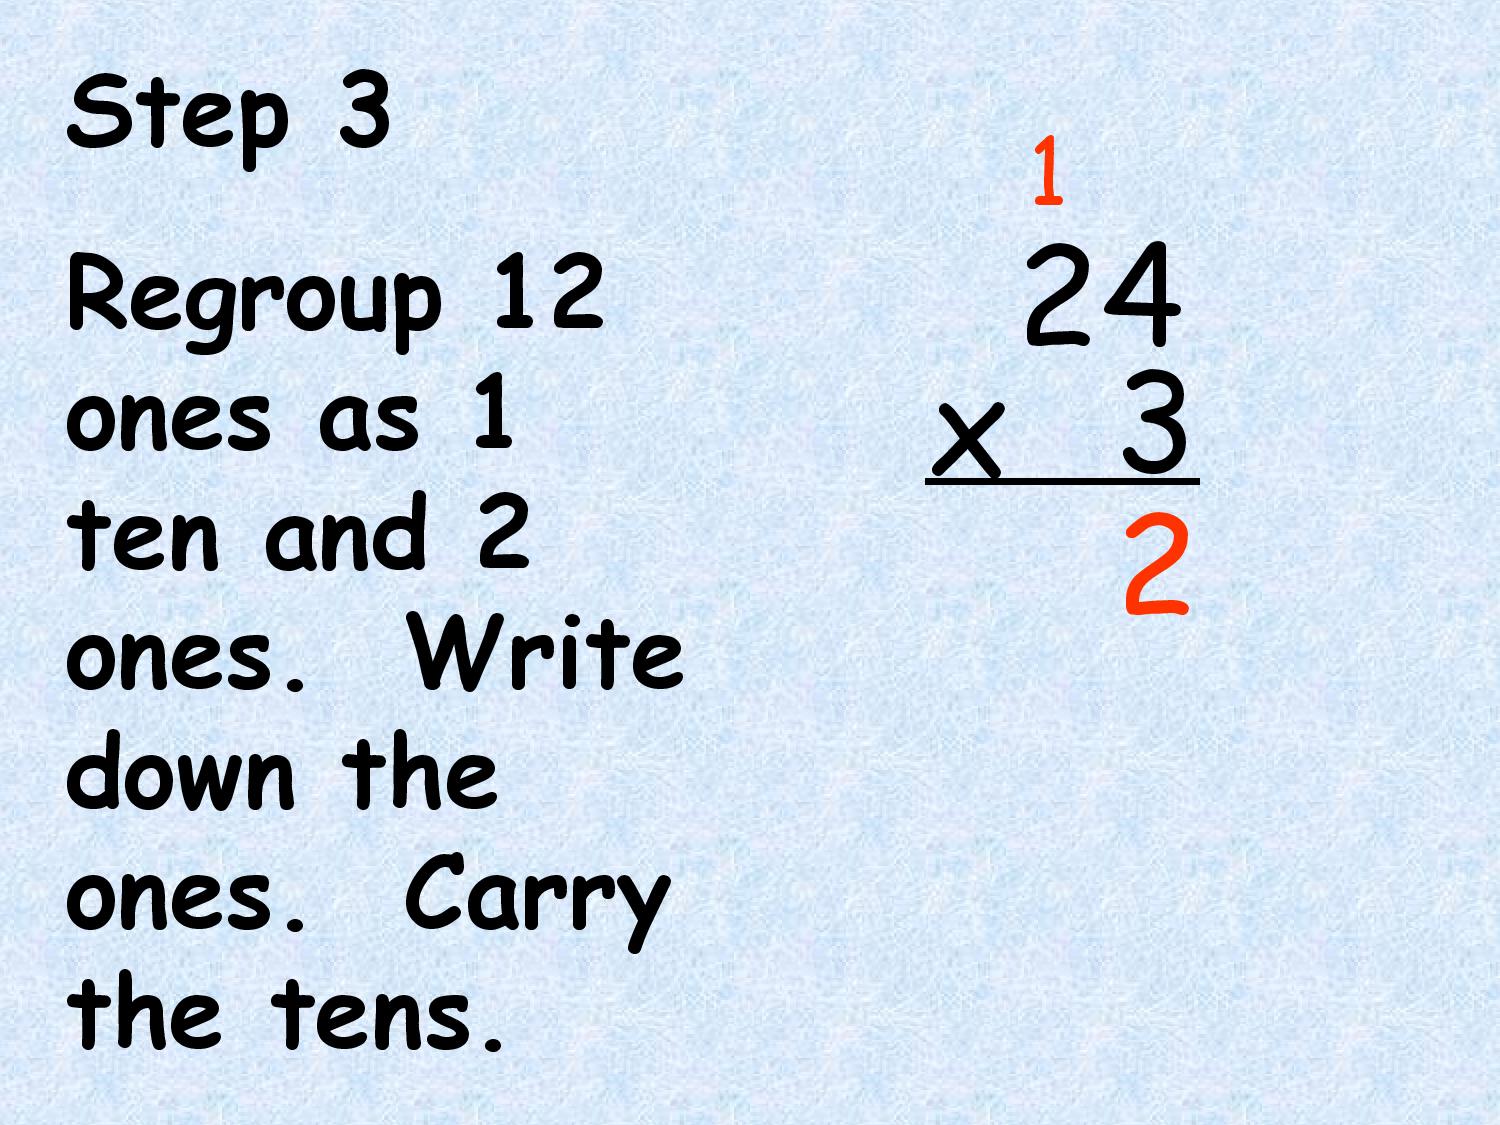 Step 3
Regroup 12
ones as 1
ten and 2
ones.  Write
down the
ones.  Carry
the tens.
1
24
x 3
2